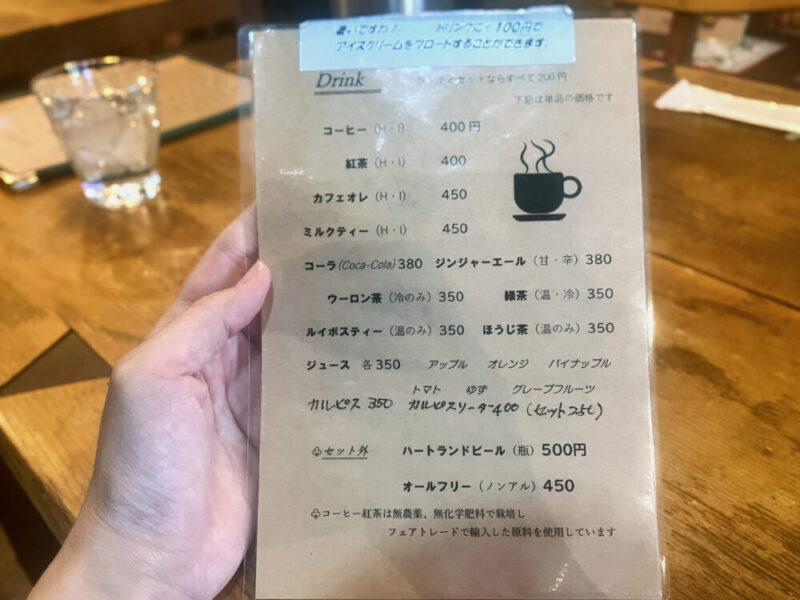 暑いですね! ドリンクに+100円で
アイスクリームをフロートすることができます。
Drink
ランチとセットならすべて200円
下記は単品の価格です
コーヒー(H・I) 400円
紅茶(H・I) 400
カフェオレ(H・I) 450
ミルクティー(H・I) 450
コーラ(Coca-Cola) 380 ジンジャーエール(甘・辛)380
ウーロン茶(冷のみ)350 緑茶(温・冷)350
ルイボスティー(温のみ)350 ほうじ茶(温のみ)350
ジュース 各350 アップル オレンジ パイナップル
トマト ゆず グレープフルーツ
カルピス 350 カルピスソーダ400 (セット250)
♧セット外 ハートランドビール(瓶)500円
オールフリー(ノンアル)450
♧コーヒー紅茶は無農薬、無化学肥料で栽培し
フェアトレードで輸入した原料を使用しています